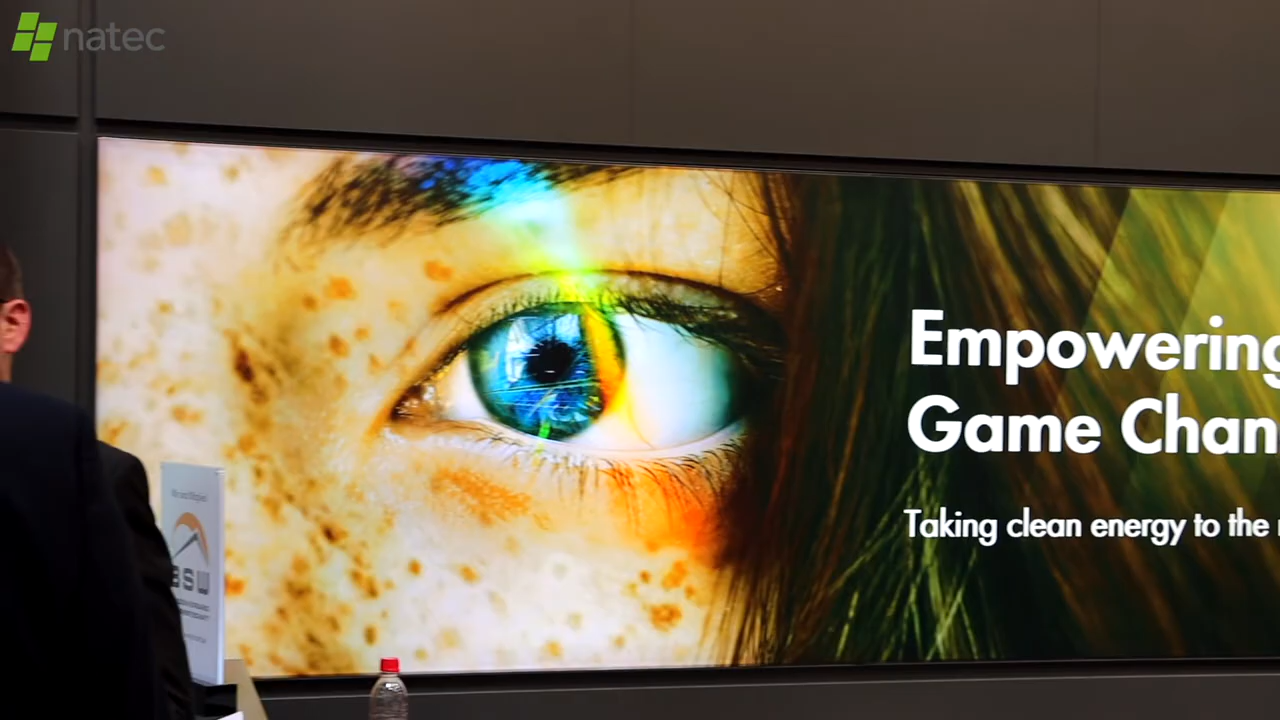 natec
Empowering
Game Chan
Taking clean energy to the
BSW